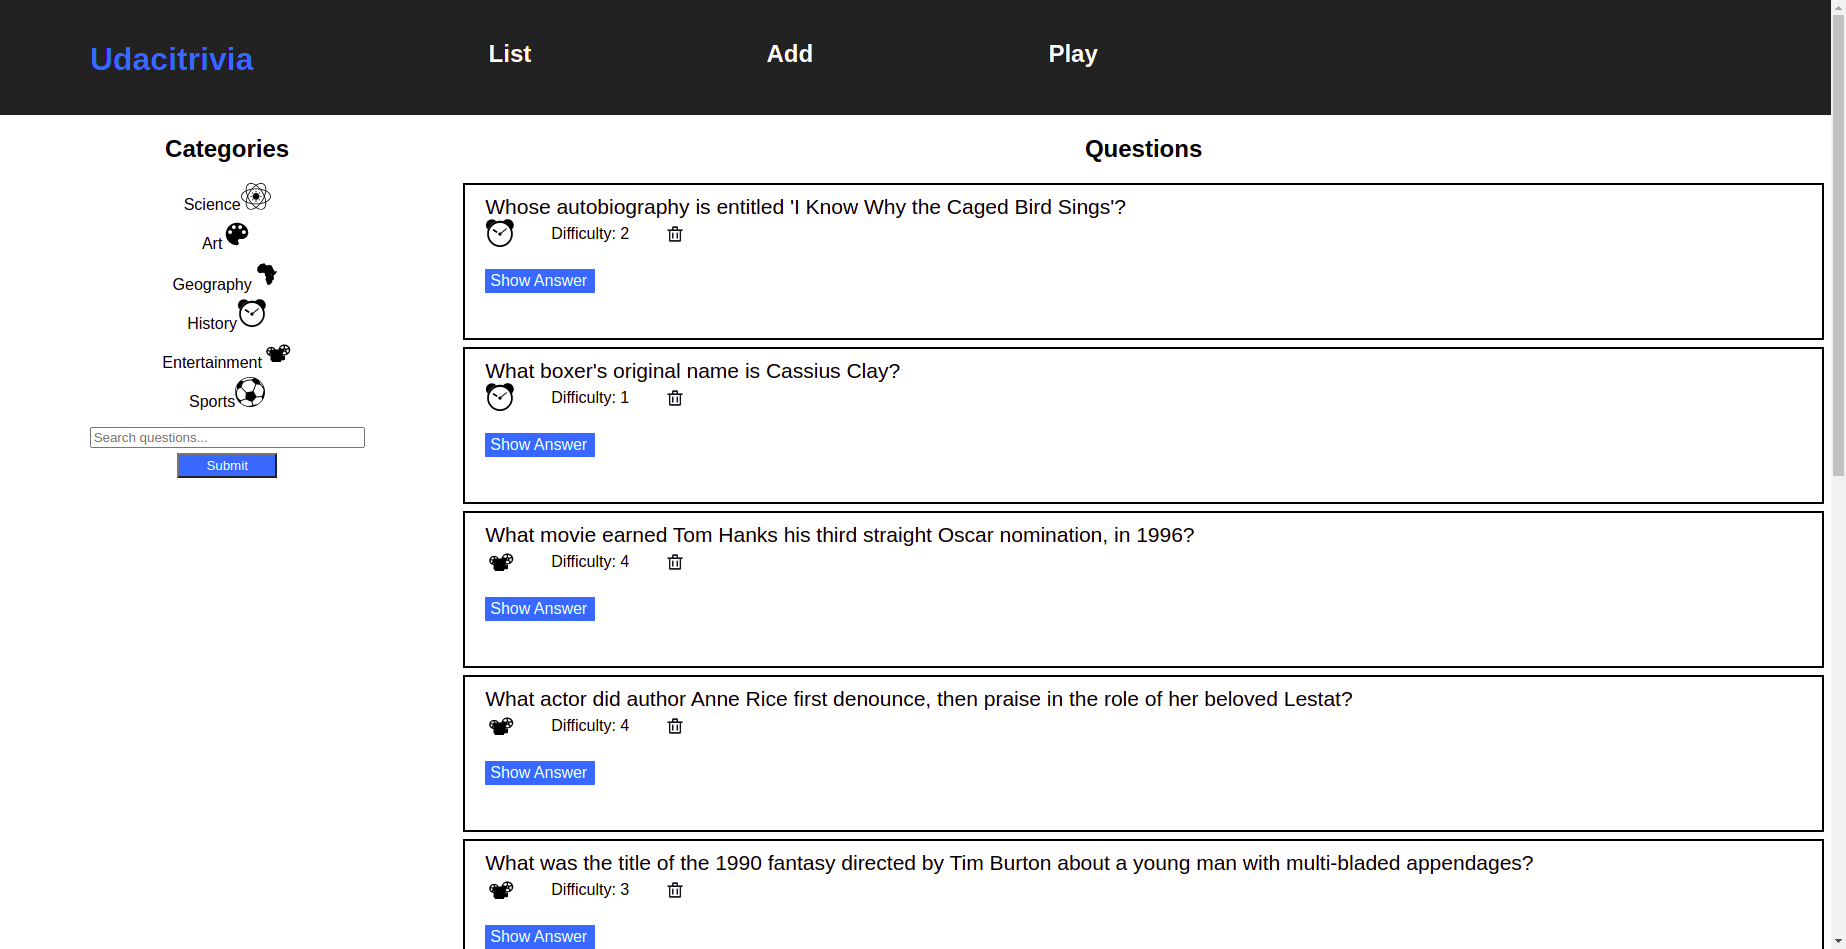 Udacitrivia
List
Add
Play
Categories
Science
Art
Geography
History
Entertainment
Sports
Search questions...
Submit
Questions
Whose autobiography is entitled 'I Know Why the Caged Bird Sings'?
Difficulty: 2
Show Answer
What boxer's original name is Cassius Clay?
Difficulty: 1
Show Answer
What movie earned Tom Hanks his third straight Oscar nomination, in 1996?
Difficulty: 4
Show Answer
What actor did author Anne Rice first denounce, then praise in the role of her beloved Lestat?
Difficulty: 4
Show Answer
What was the title of the 1990 fantasy directed by Tim Burton about a young man with multi-bladed appendages?
Difficulty: 3
Show Answer